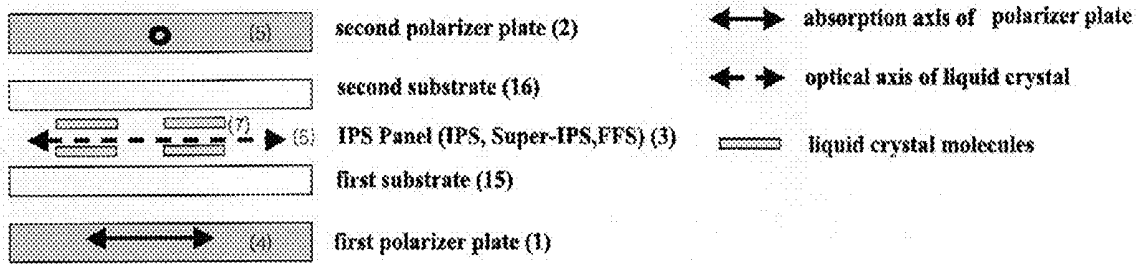 (5)
second polarizer plate (2)
second substrate (16)
(7)
(6)
IPS Panel (IPS, Super-IPS,FFS) (3)
first substrate (15)
(4)
first polarizer plate (1)
absorption axis of polarizer plate
optical axis of liquid crystal
liquid crystal molecules